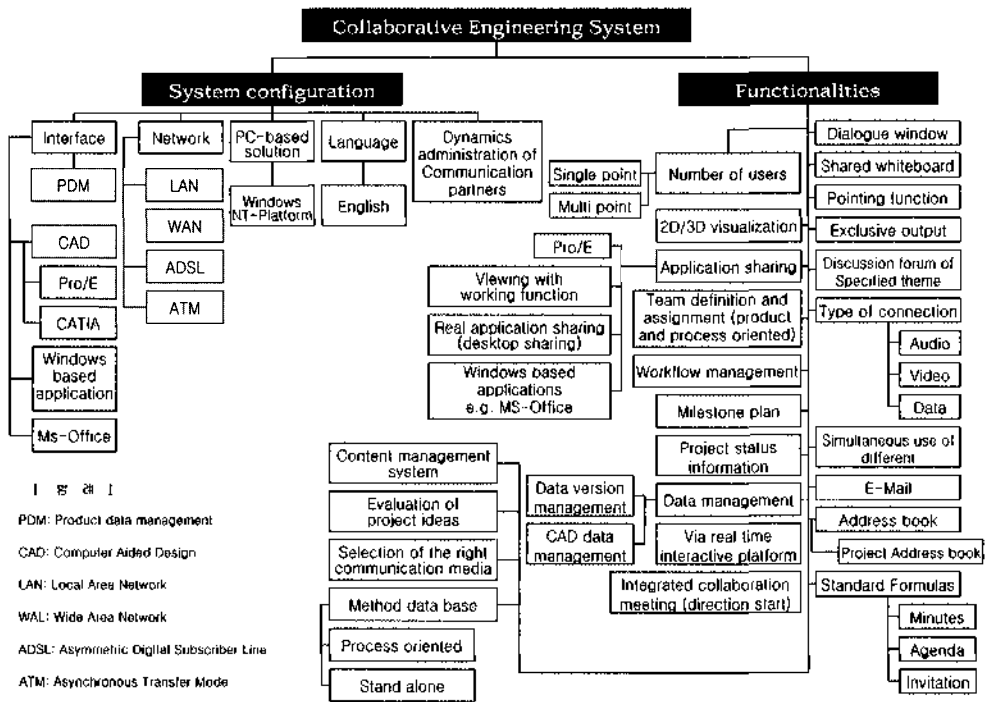 Collaborative Engineering System
System configuration
Functionalities
Interface
Network
PC-based
solution
Language
Dynamics
administration of
Communication
partners
PDM
LAN
Windows
NT-Platform
English
WAN
CAD
ADSL
Pro/E
ATM
CATIA
Windows
based
application
Ms-Office
Single point
Multi point
Number of users
2D/3D visualization
Pro/E
Application sharing
Viewing with
working function
Real application sharing
(desktop sharing)
Windows based
applications
e.g. MS-Office
Team definition and
assignment (product
and process oriented)
Workflow management
Milestone plan
Project status
information
Data version
management
Data management
CAD data
management
Via real time
interactive platform
Integrated collaboration
meeting (direction start)
Dialogue window
Shared whiteboard
Pointing function
Exclusive output
Discussion forum of
Specified theme
Type of connection
Audio
Video
Data
Simultaneous use of
different
E-Mail
Address book
Project Address book
Standard Formulas
Minutes
Agenda
Invitation
Content management
system
Evaluation of
project ideas
Selection of the right
communication media
Method data base
Process oriented
Stand alone
PDM: Product data management
CAD: Computer Aided Design
LAN: Local Area Network
WAL: Wide Area Network
ADSL: Asymmetric Digital Subscriber Line
ATM: Asynchronous Transfer Mode